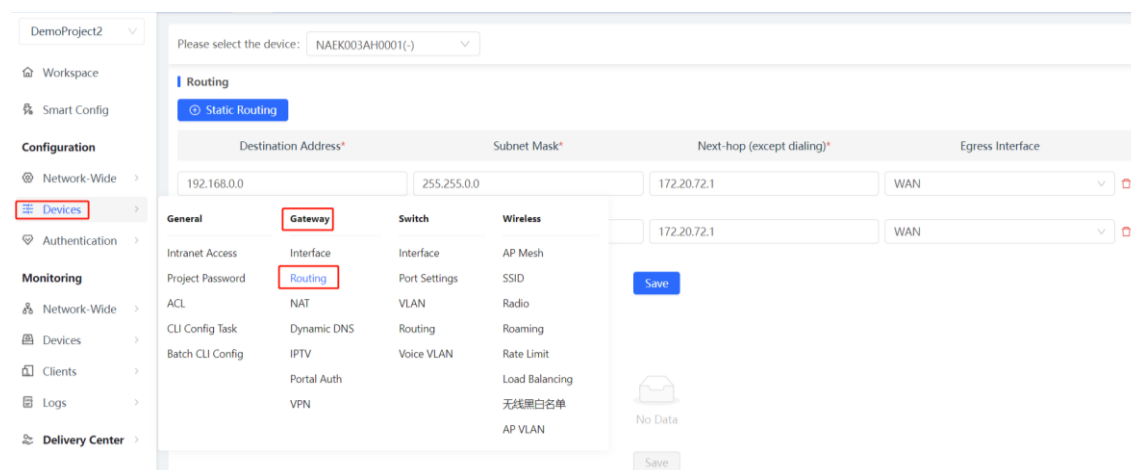 DemoProject2
Workspace
Smart Config
Configuration
Network-Wide
Devices
Authentication
Monitoring
Network-Wide
Devices
Clients
Logs
Delivery Center
Please select the device: NAEK003AH0001(-)
Routing
Static Routing
Destination Address* Subnet Mask* Next-hop (except dialing)* Egress Interface
192.168.0.0 255.255.0.0 172.20.72.1 WAN
172.20.72.1 WAN
Save
General Gateway Switch Wireless
Intranet Access Interface Interface AP Mesh
Project Password Routing Port Settings SSID
ACL NAT VLAN Radio
CLI Config Task Dynamic DNS Routing Roaming
Batch CLI Config IPTV Voice VLAN Rate Limit
Portal Auth Load Balancing
VPN 无线黑白名单
AP VLAN
No Data
Save